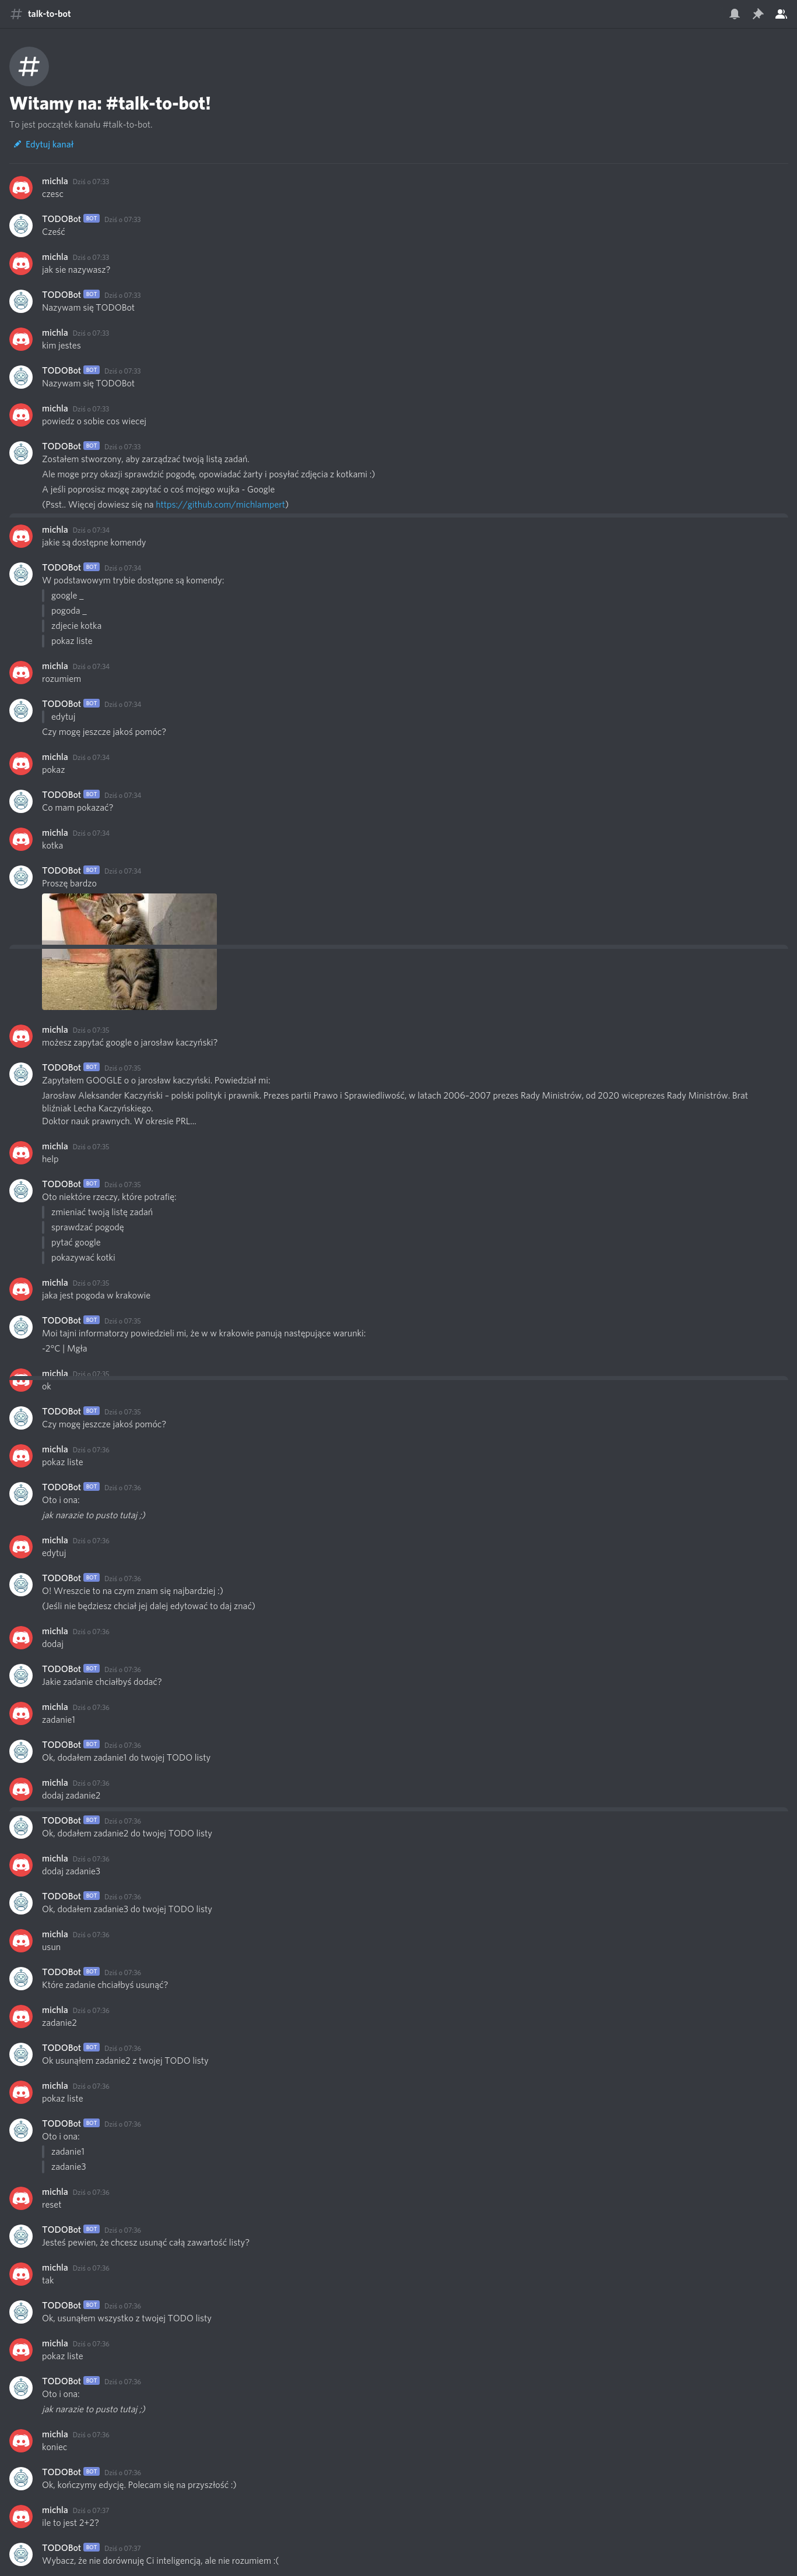 talk-to-bot
Witamy na: #talk-to-bot!
To jest początek kanału #talk-to-bot.
Edytuj kanał
michla Dziś o 07:33
czesc
TODOBot BOT Dziś o 07:33
Cześć
michla Dziś o 07:33
jak sie nazywasz?
TODOBot BOT Dziś o 07:33
Nazywam się TODOBot
michla Dziś o 07:33
kim jestes
TODOBot BOT Dziś o 07:33
Nazywam się TODOBot
michla Dziś o 07:33
powiedz o sobie cos wiecej
TODOBot BOT Dziś o 07:33
Zostałem stworzony, aby zarządzać twoją listą zadań.
Ale moge przy okazji sprawdzić pogodę, opowiadać żarty i posyłać zdjęcia z kotkami :)
A jeśli poprosisz mogę zapytać o coś mojego wujka - Google
(Psst.. Więcej dowiesz się na https://github.com/michlampert)
michla Dziś o 07:34
jakie są dostępne komendy
TODOBot BOT Dziś o 07:34
W podstawowym trybie dostępne są komendy:
google _
pogoda _
zdjecie kotka
pokaz liste
michla Dziś o 07:34
rozumiem
TODOBot BOT Dziś o 07:34
edytuj
Czy mogę jeszcze jakoś pomóc?
michla Dziś o 07:34
pokaz
TODOBot BOT Dziś o 07:34
Co mam pokazać?
michla Dziś o 07:34
kotka
TODOBot BOT Dziś o 07:34
Proszę bardzo
michla Dziś o 07:35
możesz zapytać google o jarosław kaczyński?
TODOBot BOT Dziś o 07:35
Zapytałem GOOGLE o o jarosław kaczyński. Powiedział mi:
Jarosław Aleksander Kaczyński – polski polityk i prawnik. Prezes partii Prawo i Sprawiedliwość, w latach 2006–2007 prezes Rady Ministrów, od 2020 wiceprezes Rady Ministrów. Brat
bliźniak Lecha Kaczyńskiego.
Doktor nauk prawnych. W okresie PRL...
michla Dziś o 07:35
help
TODOBot BOT Dziś o 07:35
Oto niektóre rzeczy, które potrafię:
zmieniać twoją listę zadań
sprawdzać pogodę
pytać google
pokazywać kotki
michla Dziś o 07:35
jaka jest pogoda w krakowie
TODOBot BOT Dziś o 07:35
Moi tajni informatorzy powiedzieli mi, że w w krakowie panują następujące warunki:
-2°C | Mgła
michla Dziś o 07:35
ok
TODOBot BOT Dziś o 07:35
Czy mogę jeszcze jakoś pomóc?
michla Dziś o 07:36
pokaz liste
TODOBot BOT Dziś o 07:36
Oto i ona:
jak narazie to pusto tutaj ;)
michla Dziś o 07:36
edytuj
TODOBot BOT Dziś o 07:36
O! Wreszcie to na czym znam się najbardziej :)
(Jeśli nie będziesz chciał jej dalej edytować to daj znać)
michla Dziś o 07:36
dodaj
TODOBot BOT Dziś o 07:36
Jakie zadanie chciałbyś dodać?
michla Dziś o 07:36
zadanie1
TODOBot BOT Dziś o 07:36
Ok, dodałem zadanie1 do twojej TODO listy
michla Dziś o 07:36
dodaj zadanie2
TODOBot BOT Dziś o 07:36
Ok, dodałem zadanie2 do twojej TODO listy
michla Dziś o 07:36
dodaj zadanie3
TODOBot BOT Dziś o 07:36
Ok, dodałem zadanie3 do twojej TODO listy
michla Dziś o 07:36
usun
TODOBot BOT Dziś o 07:36
Które zadanie chciałbyś usunąć?
michla Dziś o 07:36
zadanie2
TODOBot BOT Dziś o 07:36
Ok usunąłem zadanie2 z twojej TODO listy
michla Dziś o 07:36
pokaz liste
TODOBot BOT Dziś o 07:36
Oto i ona:
zadanie1
zadanie3
michla Dziś o 07:36
reset
TODOBot BOT Dziś o 07:36
Jesteś pewien, że chcesz usunąć całą zawartość listy?
michla Dziś o 07:36
tak
TODOBot BOT Dziś o 07:36
Ok, usunąłem wszystko z twojej TODO listy
michla Dziś o 07:36
pokaz liste
TODOBot BOT Dziś o 07:36
Oto i ona:
jak narazie to pusto tutaj ;)
michla Dziś o 07:36
koniec
TODOBot BOT Dziś o 07:36
Ok, kończymy edycję. Polecam się na przyszłość :)
michla Dziś o 07:37
ile to jest 2+2?
TODOBot BOT Dziś o 07:37
Wybacz, że nie dorównuję Ci inteligencją, ale nie rozumiem :(